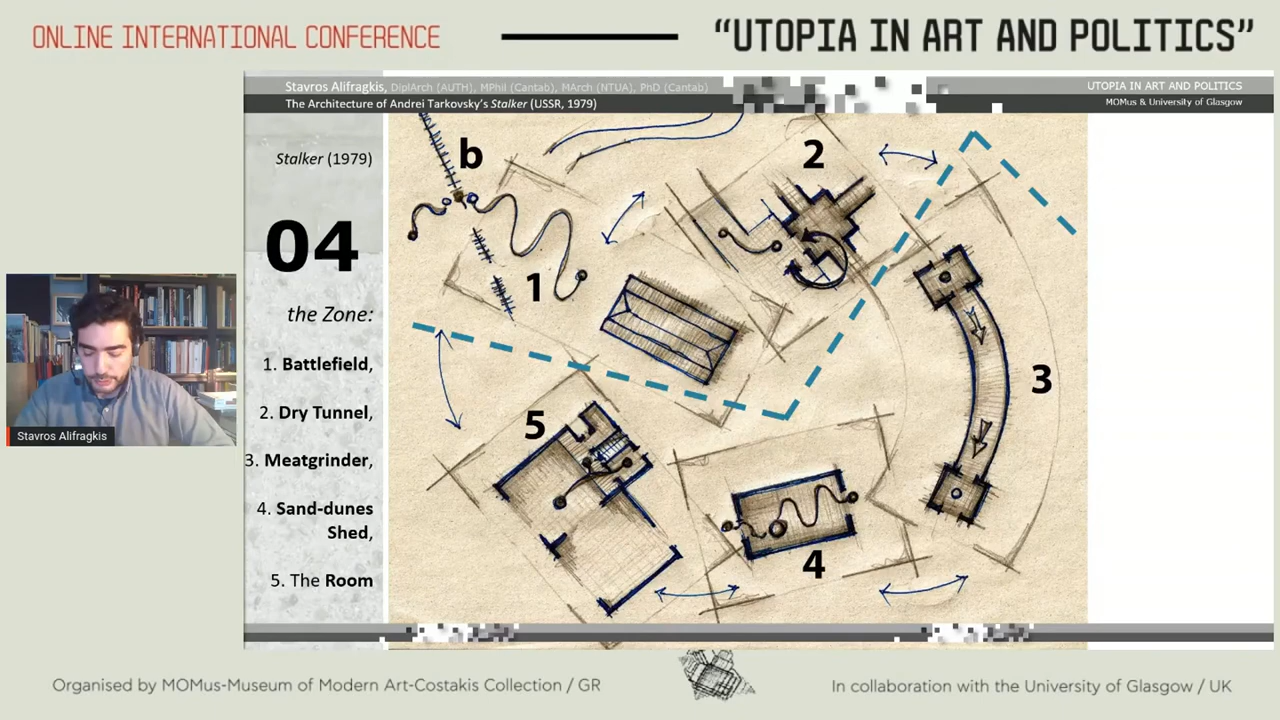 ONLINE INTERNATIONAL CONFERENCE
“UTOPIA IN ART AND POLITICS”
Stavros Alifragkis, DiplArch (AUTH), MPhil (Cantab), MArch (NTUA), PhD (Cantab)
UTOPIA IN ART AND POLITICS
The Architecture of Andrei Tarkovsky's Stalker (USSR, 1979)
MOMus & University of Glasgow
Stalker (1979)
04
the Zone:
1. Battlefield,
2. Dry Tunnel,
3. Meatgrinder,
4. Sand-dunes
Shed,
5. The Room
b
2
1
3
5
4
Stavros Alifragkis
Organised by MOMus-Museum of Modern Art-Costakis Collection / GR
In collaboration with the University of Glasgow / UK